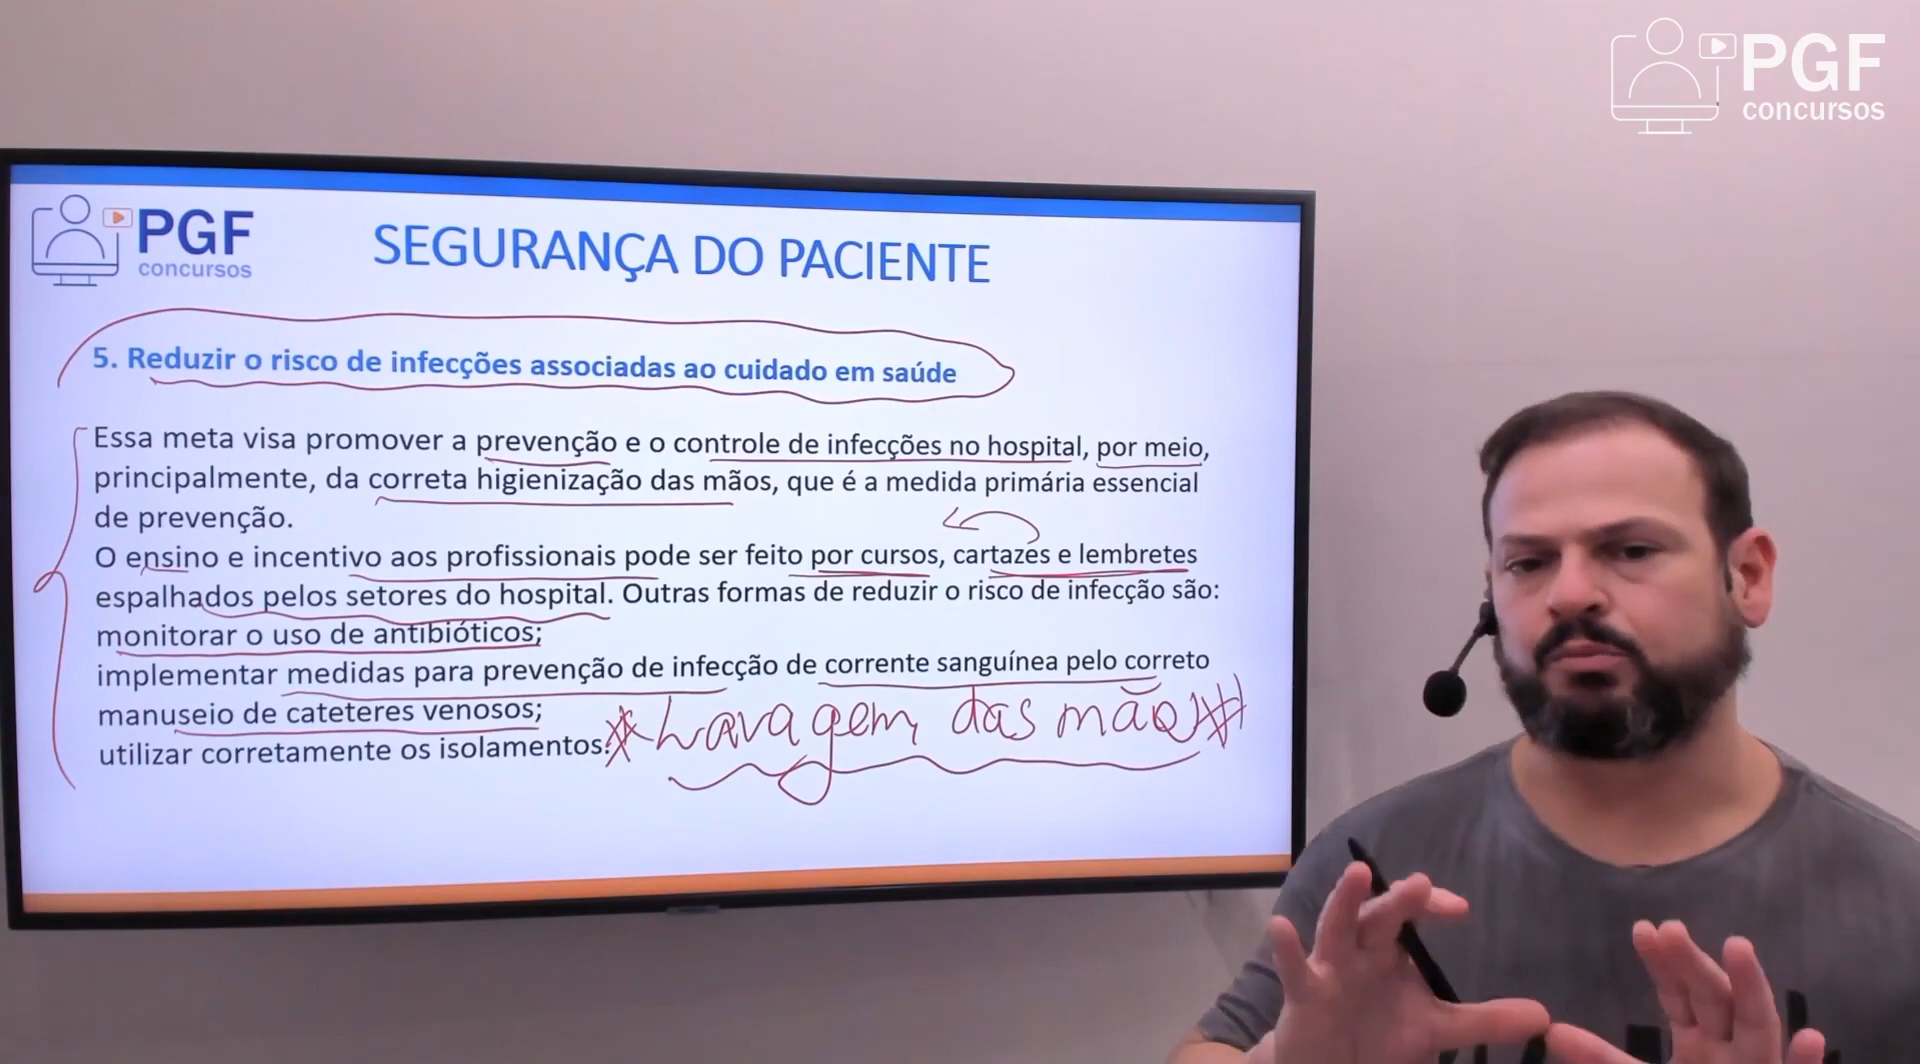 PGF
concursos
PGF
concursos
SEGURANÇA DO PACIENTE
5. Reduzir o risco de infecções associadas ao cuidado em saúde
Essa meta visa promover a prevenção e o controle de infecções no hospital, por meio,
principalmente, da correta higienização das mãos, que é a medida primária essencial
de prevenção.
O ensino e incentivo aos profissionais pode ser feito por cursos, cartazes e lembretes
espalhados pelos setores do hospital. Outras formas de reduzir o risco de infecção são:
monitorar o uso de antibióticos;
implementar medidas para prevenção de infecção de corrente sanguínea pelo correto
manuseio de cateteres venosos;
utilizar corretamente os isolamentos.
Lavagem das mãos